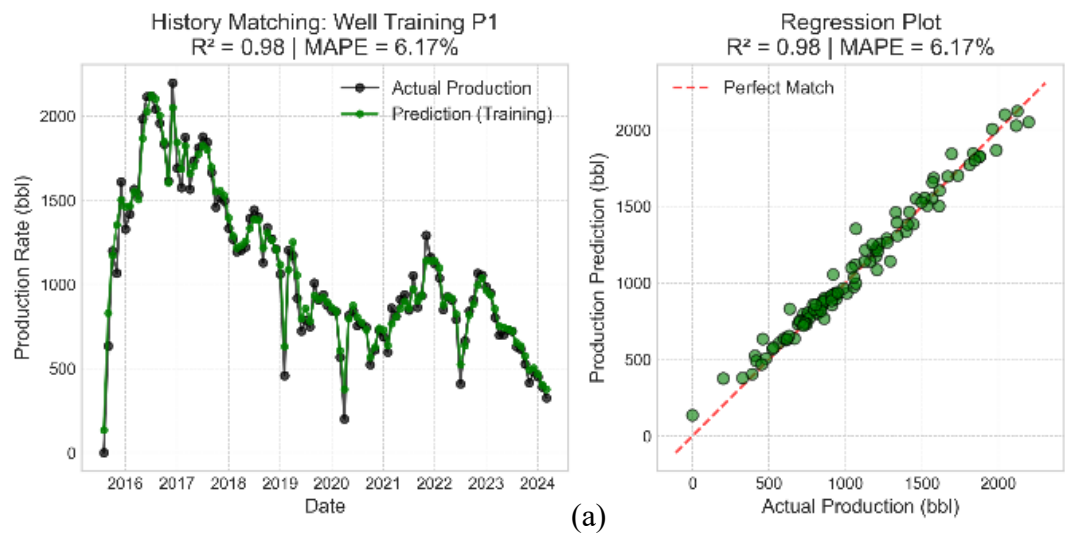 History Matching: Well Training P1
R² = 0.98 | MAPE = 6.17%
Actual Production
Prediction (Training)
Production Rate (bbl)
2000
1500
1000
500
0
2016 2017 2018 2019 2020 2021 2022 2023 2024
Date
Regression Plot
R² = 0.98 | MAPE = 6.17%
Perfect Match
Production Prediction (bbl)
2000
1500
1000
500
0
0 500 1000 1500 2000
Actual Production (bbl)
(a)